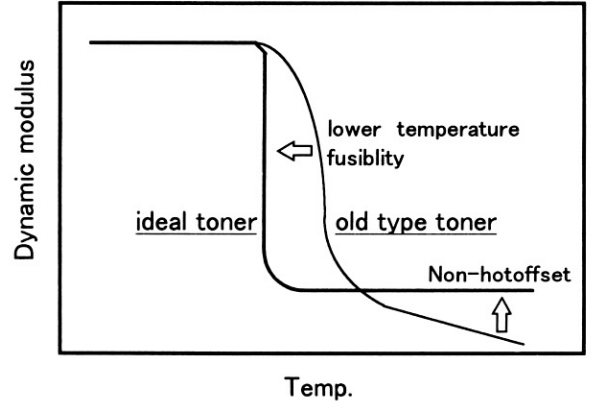 Dynamic modulus
lower temperature
fusiblity
ideal toner
old type toner
Non-hotoffset
Temp.